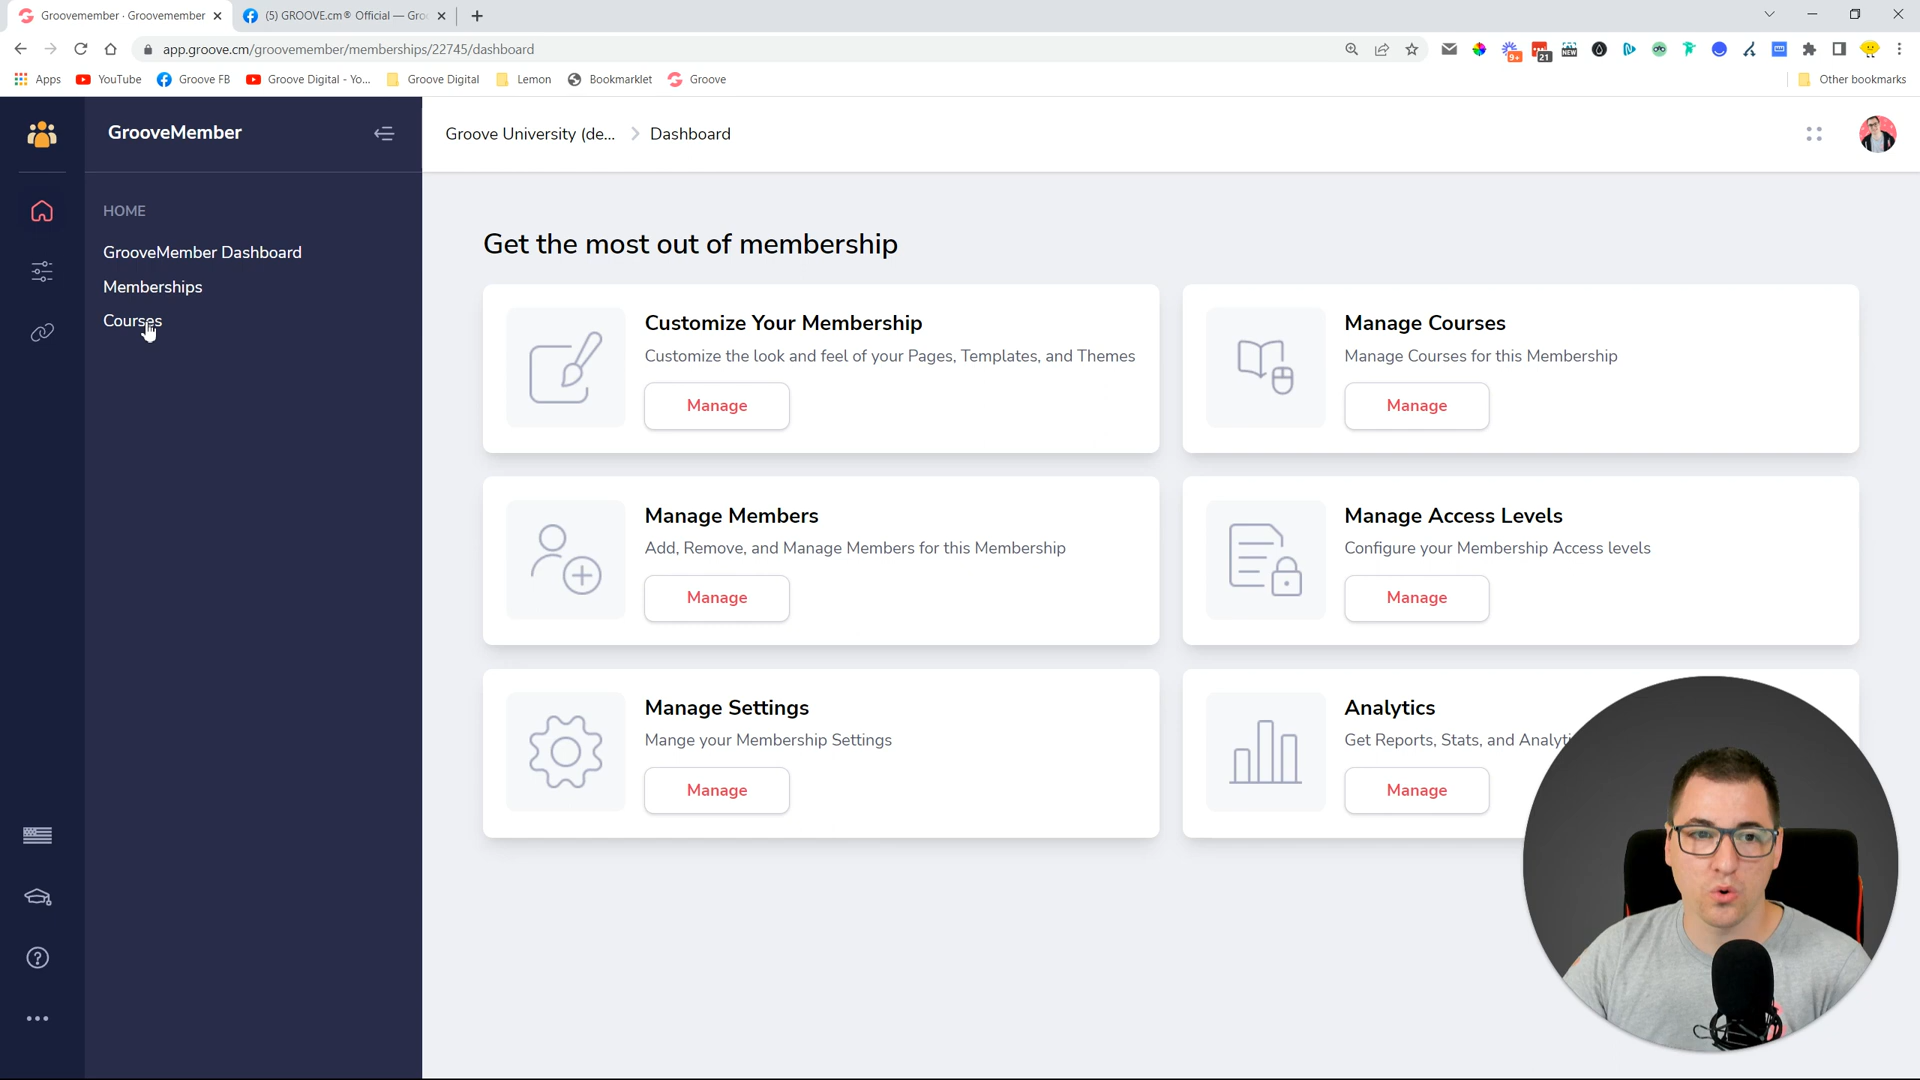 Groovemember · Groovemember
(5) GROOVE.cm® Official — Gro
app.groove.cm/groovemember/memberships/22745/dashboard
9+
21
NEW
Apps
YouTube
Groove FB
Groove Digital - Yo...
Groove Digital
Lemon
Bookmarklet
Groove
Other bookmarks
GrooveMember
Groove University (de...
Dashboard
HOME
GrooveMember Dashboard
Memberships
Courses
Get the most out of membership
Customize Your Membership
Customize the look and feel of your Pages, Templates, and Themes
Manage
Manage Courses
Manage Courses for this Membership
Manage
Manage Members
Add, Remove, and Manage Members for this Membership
Manage
Manage Access Levels
Configure your Membership Access levels
Manage
Manage Settings
Mange your Membership Settings
Manage
Analytics
Get Reports, Stats, and Analyti
Manage